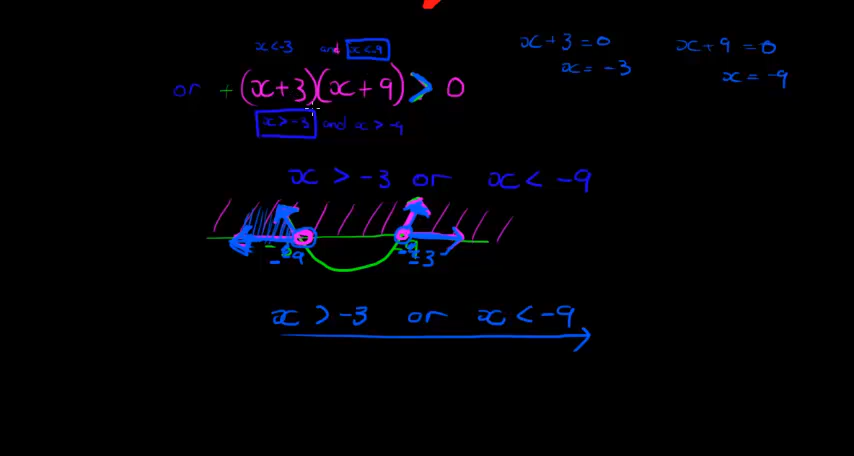 x < -3 and x < -9
x + 3 = 0
x + 9 = 0
x = -3
x = -9
or + (x + 3)(x + 9) > 0
x > -3 and x > -9
x > -3 or x < -9
-9
-3
x > -3 or x < -9